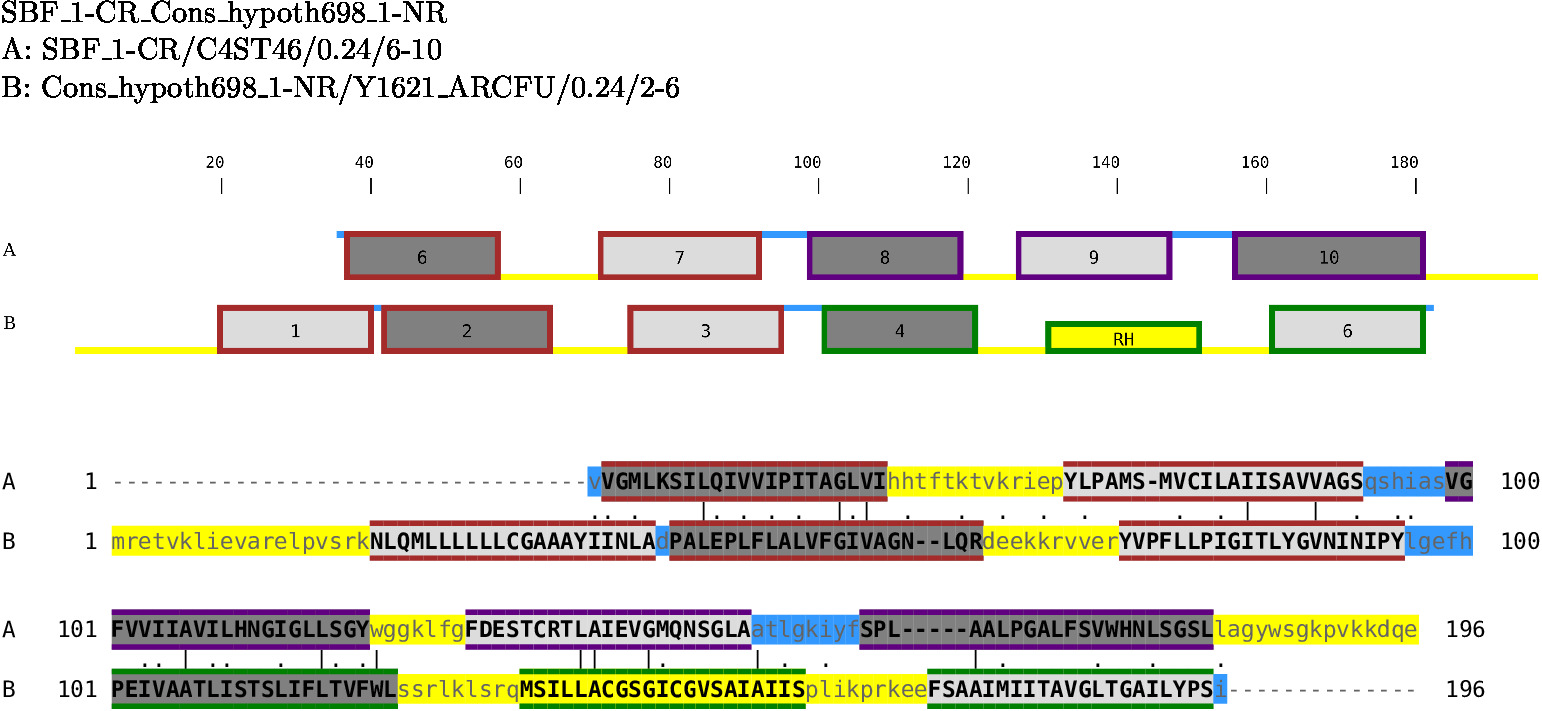 SBF_1-CR_Cons_hypoth698_1-NR
A: SBF_1-CR/C4ST46/0.24/6-10
B: Cons_hypoth698_1-NR/Y1621_ARCFU/0.24/2-6
20 40 60 80 100 120 140 160 180
A 6 7 8 9 10
B 1 2 3 4 RH 6
A 1 -----------------------------------vVGMLKSILQIVVIPITAGLVIhhtftktvkriepYLPAMS-MVCILAIISAVVAGSqshiasVG 100
B 1 mretvklievarelpvsrkNLQMLLLLLLCGAAAYIINLAdPALEPLFLALVFGIVAGN--LQRdeekkrvverYVPFLLPIGITLYGVNINIPYlgefh 100
A 101 FVVIIAVILHNGIGLLSGYwggklfgFDESTCRTLAIEVGMQNSGLAatlgkiyfSPL-----AALPGALFSVWHNLSGSLlagywsgkpvkkdqe 196
B 101 PEIVAATLISTSLIFLTVFWLssrlklsrqMSILLACGSGICGVSAIAIISplikprkeeFSAAIMIITAVGLTGAILYPSi-------------- 196